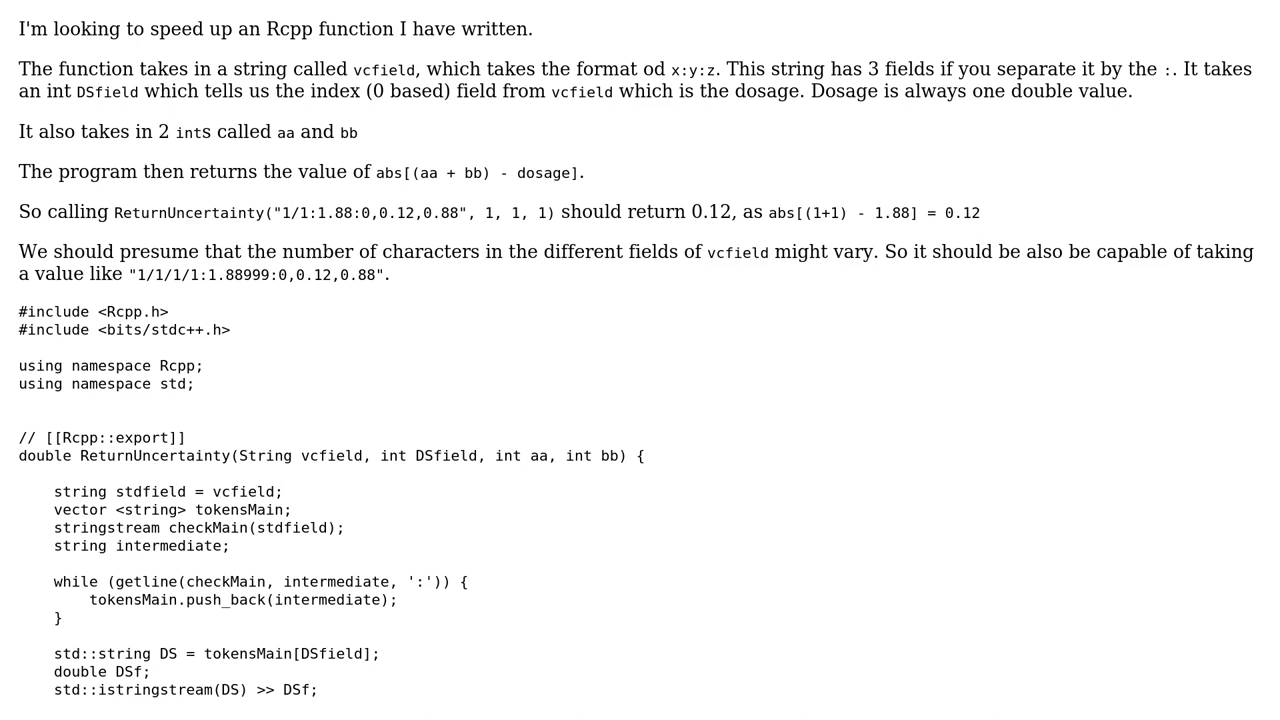 I'm looking to speed up an Rcpp function I have written.
The function takes in a string called vcfield, which takes the format od x:y:z. This string has 3 fields if you separate it by the :. It takes
an int DSfield which tells us the index (0 based) field from vcfield which is the dosage. Dosage is always one double value.
It also takes in 2 ints called aa and bb
The program then returns the value of abs[(aa + bb) - dosage].
So calling ReturnUncertainty("1/1:1.88:0,0.12,0.88", 1, 1, 1) should return 0.12, as abs[(1+1) - 1.88] = 0.12
We should presume that the number of characters in the different fields of vcfield might vary. So it should be also be capable of taking
a value like "1/1/1/1:1.88999:0,0.12,0.88".
#include <Rcpp.h>
#include <bits/stdc++.h>
using namespace Rcpp;
using namespace std;
// [[Rcpp::export]]
double ReturnUncertainty(String vcfield, int DSfield, int aa, int bb) {
    string stdfield = vcfield;
    vector <string> tokensMain;
    stringstream checkMain(stdfield);
    string intermediate;
    while (getline(checkMain, intermediate, ':')) {
        tokensMain.push_back(intermediate);
    }
    std::string DS = tokensMain[DSfield];
    double DSf;
    std::istringstream(DS) >> DSf;